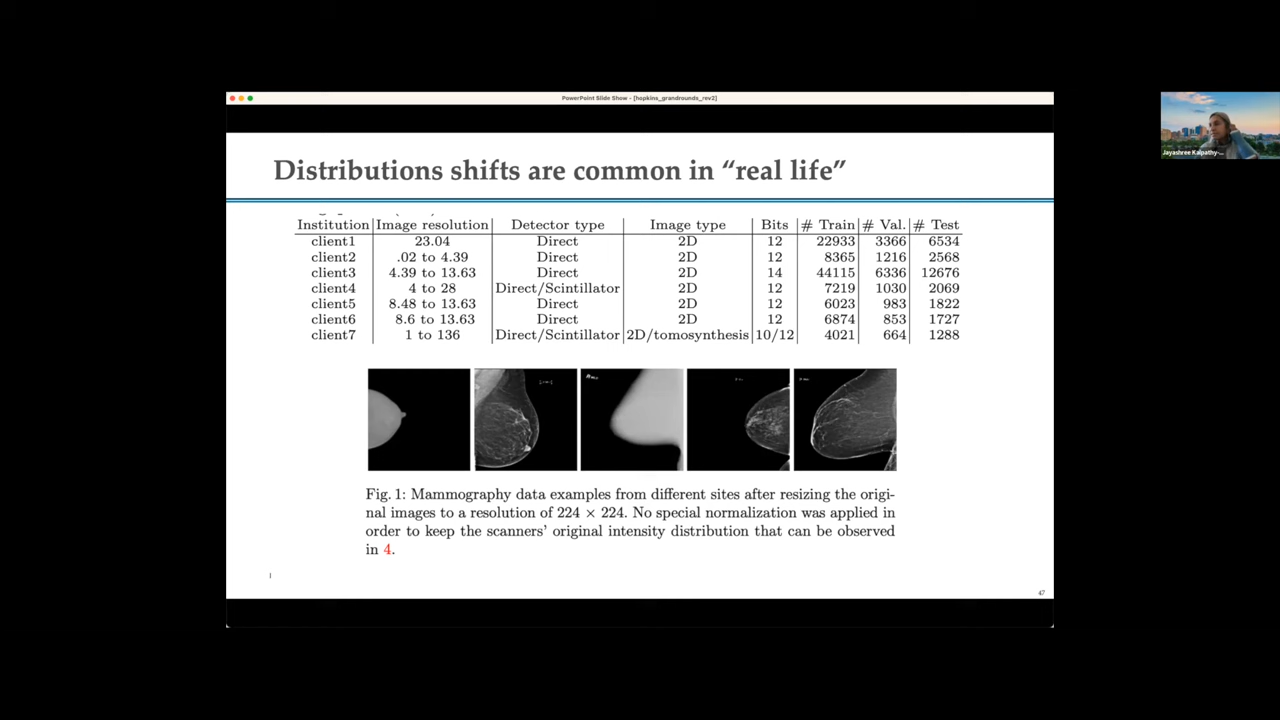 PowerPoint Slide Show - [hopkins_grandrounds_rev2]
Jayashree Kalpathy-...
Distributions shifts are common in “real life”
Institution Image resolution Detector type Image type Bits # Train # Val. # Test
client1 23.04 Direct 2D 12 22933 3366 6534
client2 .02 to 4.39 Direct 2D 12 8365 1216 2568
client3 4.39 to 13.63 Direct 2D 14 44115 6336 12676
client4 4 to 28 Direct/Scintillator 2D 12 7219 1030 2069
client5 8.48 to 13.63 Direct 2D 12 6023 983 1822
client6 8.6 to 13.63 Direct 2D 12 6874 853 1727
client7 1 to 136 Direct/Scintillator 2D/tomosynthesis 10/12 4021 664 1288
Fig. 1: Mammography data examples from different sites after resizing the origi-
nal images to a resolution of 224 × 224. No special normalization was applied in
order to keep the scanners’ original intensity distribution that can be observed
in 4.
47